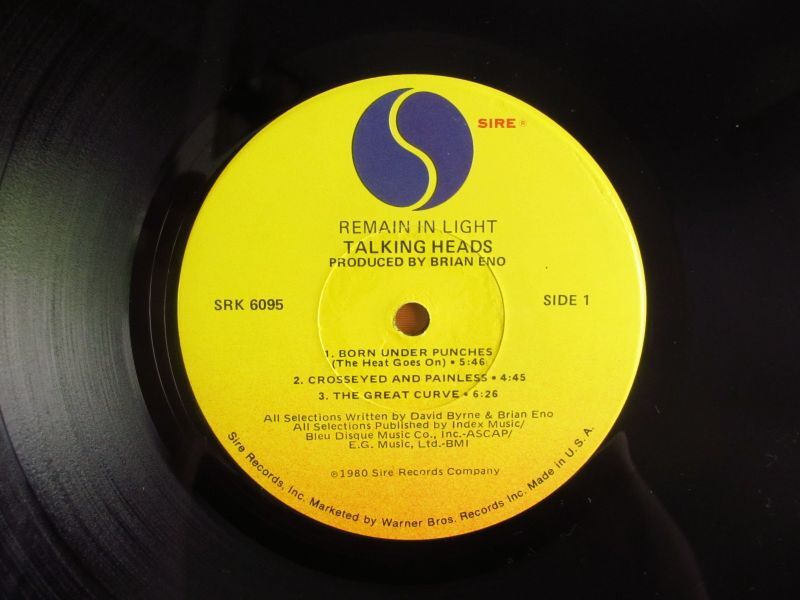 SIRE®
REMAIN IN LIGHT
TALKING HEADS
PRODUCED BY BRIAN ENO
SRK 6095
SIDE 1
1. BORN UNDER PUNCHES
(The Heat Goes On) • 5:46
2. CROSSEYED AND PAINLESS • 4:45
3. THE GREAT CURVE • 6:26
All Selections Written by David Byrne & Brian Eno
All Selections Published by Index Music/
Bleu Disque Music Co., Inc.-ASCAP/
E.G. Music, Ltd.-BMI
℗1980 Sire Records Company
Sire Records, Inc. Marketed by Warner Bros. Records Inc. Made in U.S.A.